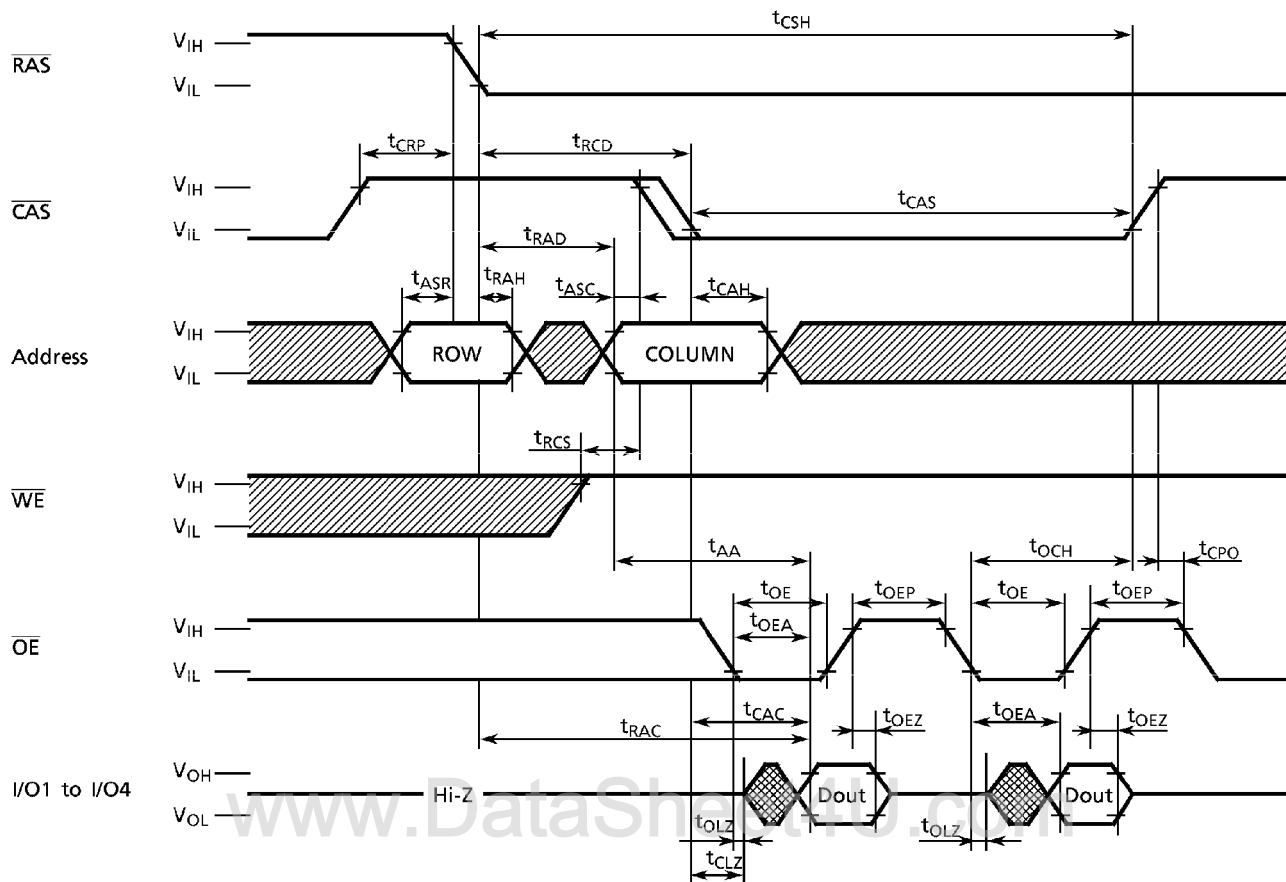 tCSH
RAS
VIH
VIL
tCRP
tRCD
CAS
VIH
ViL
tCAS
tRAD
tASR
tRAH
tASC
tCAH
Address
VIH
VIL
ROW
COLUMN
tRCS
WE
VIH
VIL
tAA
tOCH
tCPO
tOE
tOEP
tOE
tOEP
OE
VIH
VIL
tOEA
tCAC
tOEZ
tOEA
tOEZ
tRAC
I/O1 to I/O4
VOH
VOL
Hi-Z
Dout
Dout
www.DataSheet4U.com
tOLZ
tOLZ
tCLZ